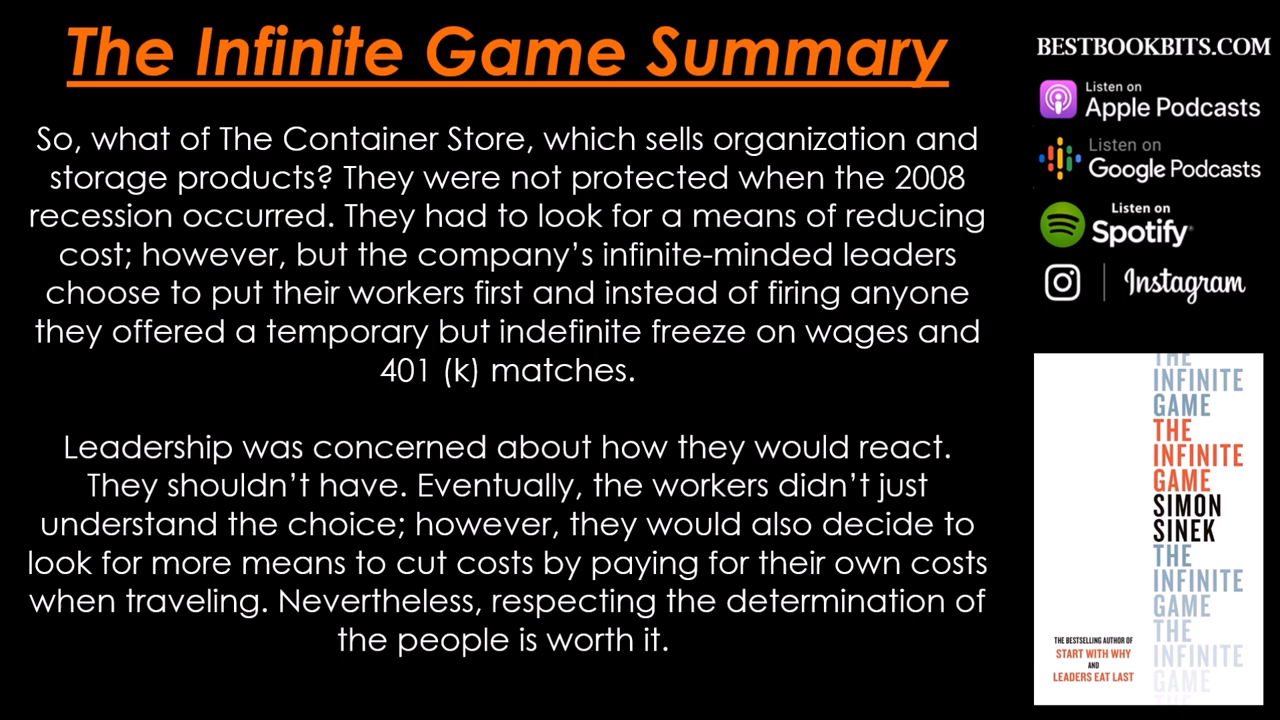 The Infinite Game Summary
So, what of The Container Store, which sells organization and
storage products? They were not protected when the 2008
recession occurred. They had to look for a means of reducing
cost; however, but the company’s infinite-minded leaders
choose to put their workers first and instead of firing anyone
they offered a temporary but indefinite freeze on wages and
401 (k) matches.
Leadership was concerned about how they would react.
They shouldn’t have. Eventually, the workers didn’t just
understand the choice; however, they would also decide to
look for more means to cut costs by paying for their own costs
when traveling. Nevertheless, respecting the determination of
the people is worth it.
BESTBOOKBITS.COM
Listen on
Apple Podcasts
Listen on
Google Podcasts
Listen on
Spotify
Instagram
THE
INFINITE
GAME
THE
INFINITE
GAME
SIMON
SINEK
THE
INFINITE
GAME
THE
INFINITE
GAME
THE
THE BESTSELLING AUTHOR OF
START WITH WHY
AND
LEADERS EAT LAST